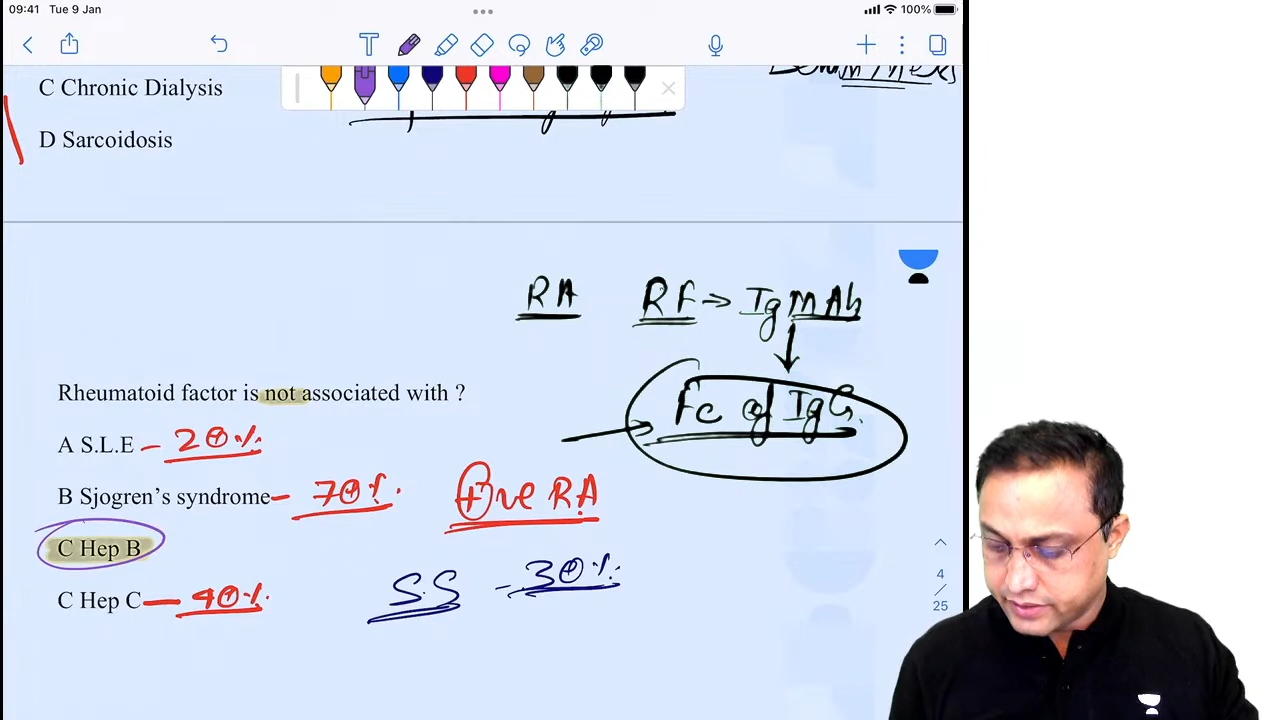 09:41 Tue 9 Jan
100%
T
C Chronic Dialysis
D Sarcoidosis
RA RF → IgM Ab
Fc of IgG
Rheumatoid factor is not associated with ?
A S.L.E - 20%
B Sjogren’s syndrome - 70% +ve RA
C Hep B
C Hep C - 40%
S.S - 30%
4
/
25